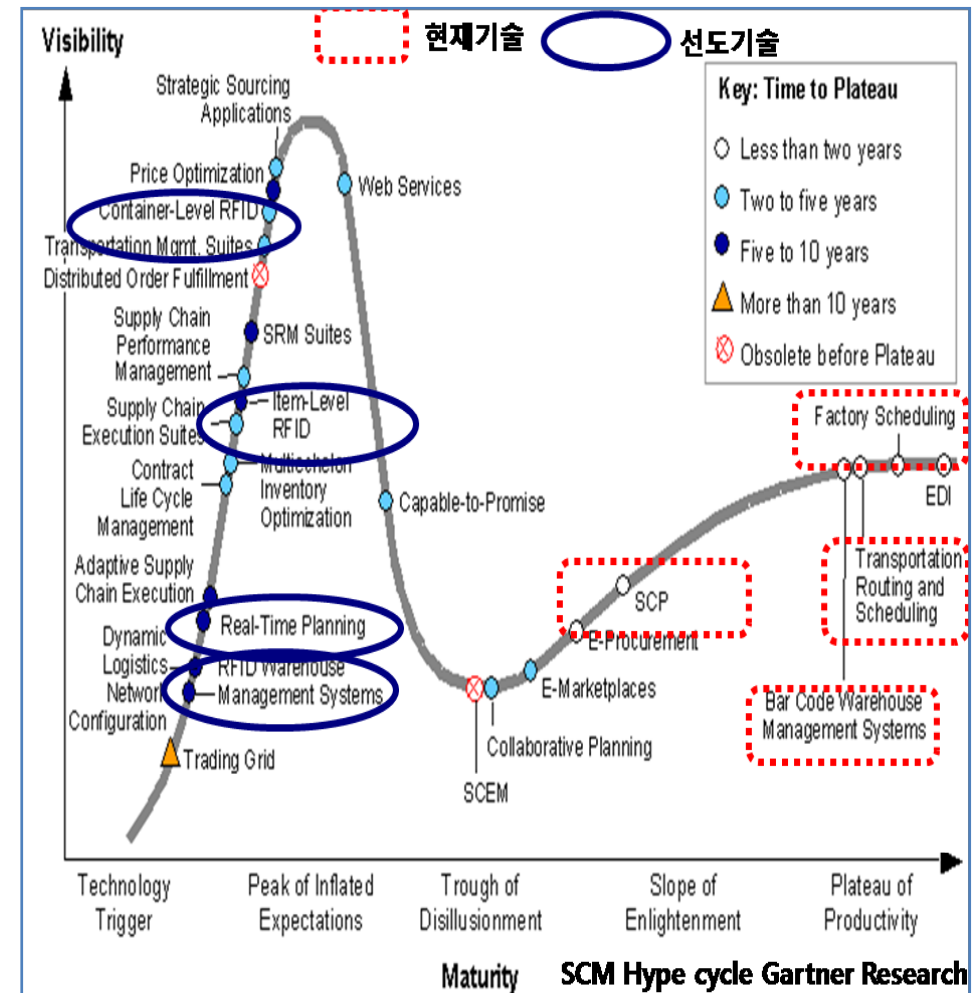 현재기술
선도기술
Visibility
Strategic Sourcing
Applications
Key: Time to Plateau
Less than two years
Two to five years
Five to 10 years
More than 10 years
Obsolete before Plateau
Price Optimization
Web Services
Container-Level RFID
Transportation Mgmt. Suites
Distributed Order Fulfillment
Supply Chain
Performance
Management
SRM Suites
Supply Chain
Execution Suites
Item-Level
RFID
Contract
Life Cycle
Management
Multiechelon
Inventory
Optimization
Capable-to-Promise
Factory Scheduling
EDI
Transportation
Routing and
Scheduling
Bar Code Warehouse
Management Systems
Adaptive Supply
Chain Execution
Real-Time Planning
Dynamic
Logistics
Network
Configuration
RFID Warehouse
Management Systems
Trading Grid
SCP
E-Procurement
E-Marketplaces
Collaborative Planning
SCEM
Technology
Trigger
Peak of Inflated
Expectations
Trough of
Disillusionment
Slope of
Enlightenment
Plateau of
Productivity
Maturity
SCM Hype cycle Gartner Research